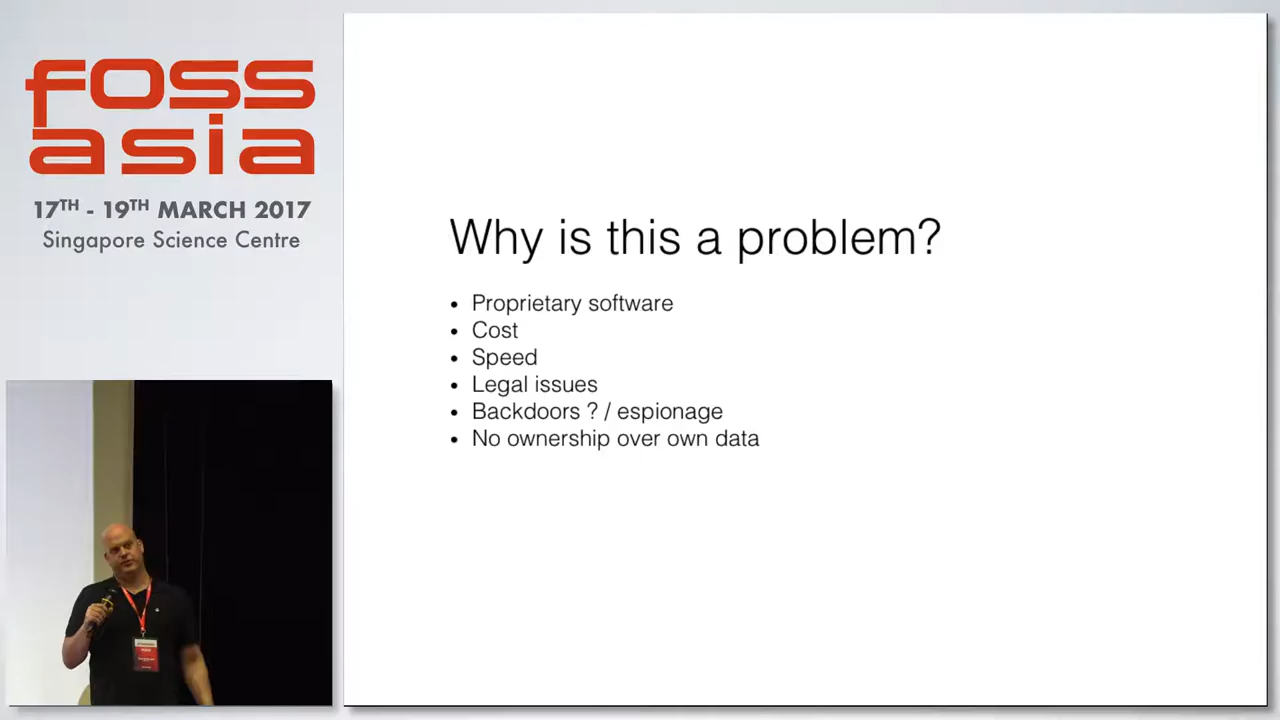 foss
asia
17TH - 19TH MARCH 2017
Singapore Science Centre
Why is this a problem?
• Proprietary software
• Cost
• Speed
• Legal issues
• Backdoors ? / espionage
• No ownership over own data